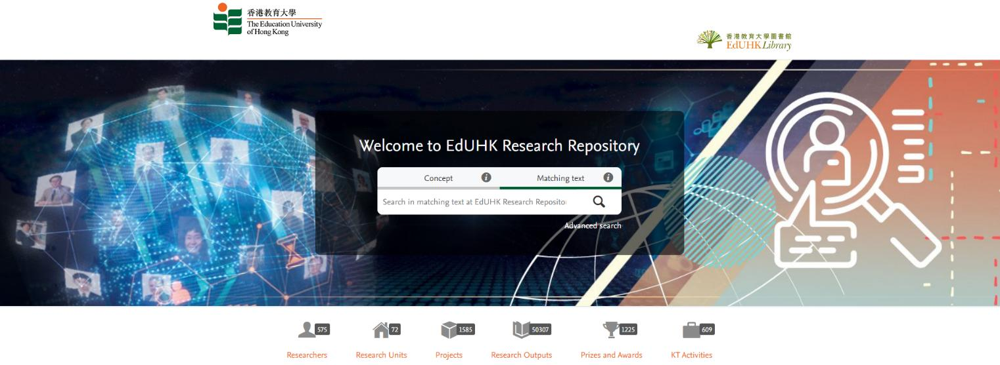 香港教育大學
The Education University
of Hong Kong
香港教育大學圖書館
EdUHK Library
Welcome to EdUHK Research Repository
Concept
Matching text
Search in matching text at EdUHK Research Reposito
Advanced search
575
72
1585
50307
1225
609
Researchers
Research Units
Projects
Research Outputs
Prizes and Awards
KT Activities